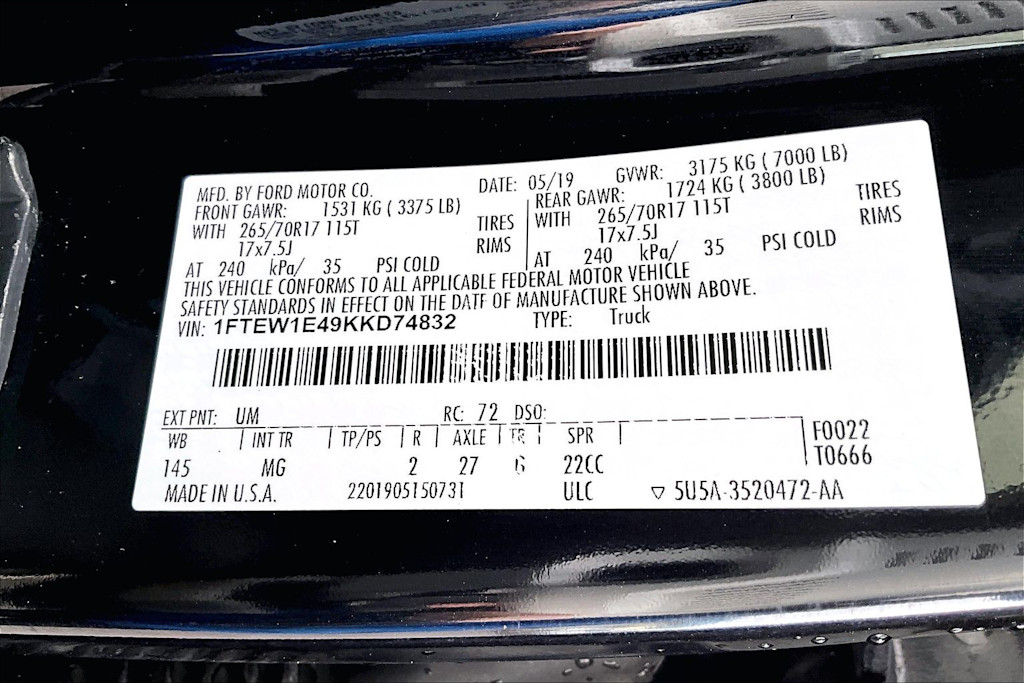 MFD. BY FORD MOTOR CO. DATE: 05/19 GVWR: 3175 KG ( 7000 LB)
FRONT GAWR: 1531 KG ( 3375 LB) REAR GAWR: 1724 KG ( 3800 LB)
WITH 265/70R17 115T TIRES WITH 265/70R17 115T TIRES
17x7.5J RIMS 17x7.5J RIMS
AT 240 kPa/ 35 PSI COLD AT 240 kPa/ 35 PSI COLD
THIS VEHICLE CONFORMS TO ALL APPLICABLE FEDERAL MOTOR VEHICLE
SAFETY STANDARDS IN EFFECT ON THE DATE OF MANUFACTURE SHOWN ABOVE.
VIN: 1FTEW1E49KKD74832 TYPE: Truck
EXT PNT: UM RC: 72 DSO:
WB INT TR TP/PS R AXLE TR SPR F0022
145 MG 2 27 6 22CC T0666
MADE IN U.S.A. 2201905150731 ULC ▽ 5U5A-3520472-AA